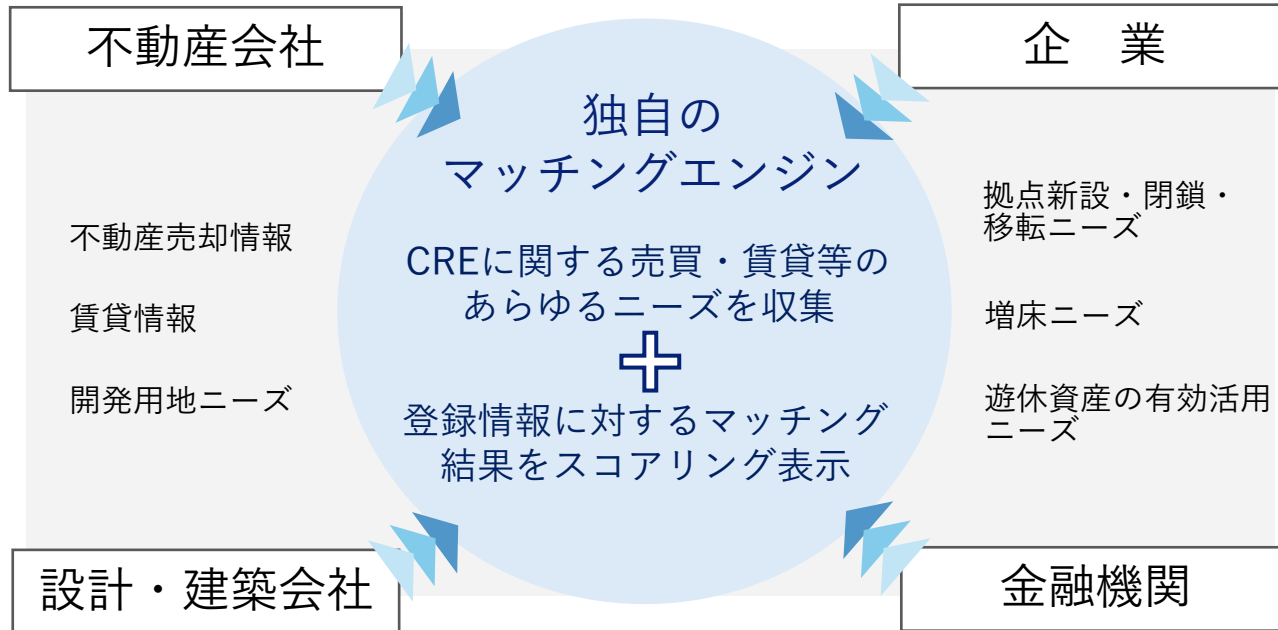 不動産会社
企　業
独自の
マッチングエンジン
不動産売却情報
賃貸情報
開発用地ニーズ
CREに関する売買・賃貸等の
あらゆるニーズを収集
登録情報に対するマッチング
結果をスコアリング表示
拠点新設・閉鎖・
移転ニーズ
増床ニーズ
遊休資産の有効活用
ニーズ
設計・建築会社
金融機関